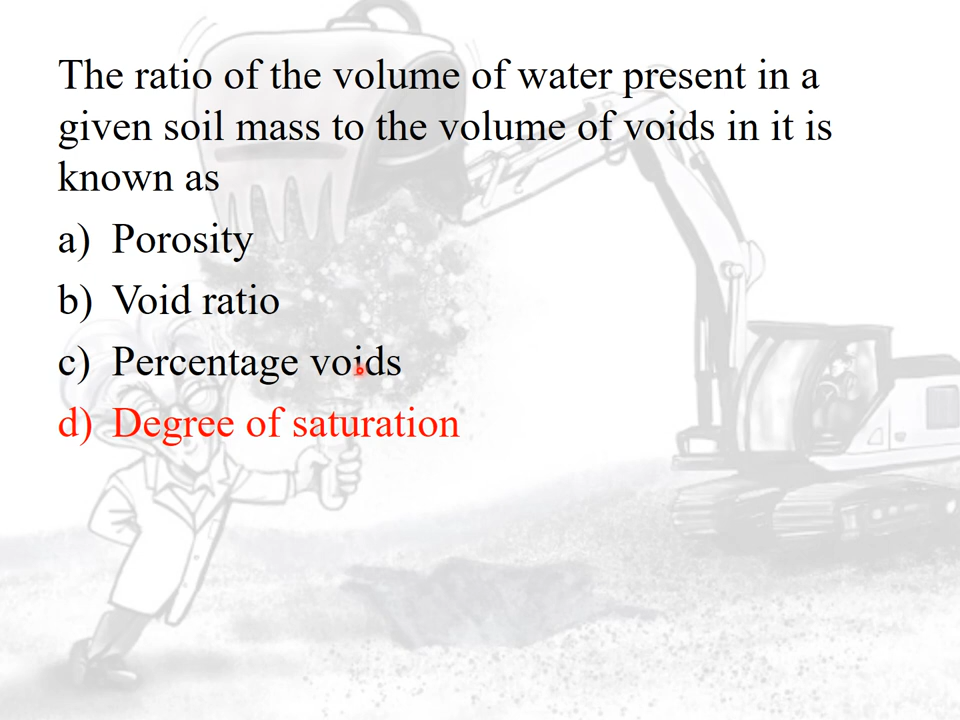 The ratio of the volume of water present in a
given soil mass to the volume of voids in it is
known as
a) Porosity
b) Void ratio
c) Percentage voids
d) Degree of saturation